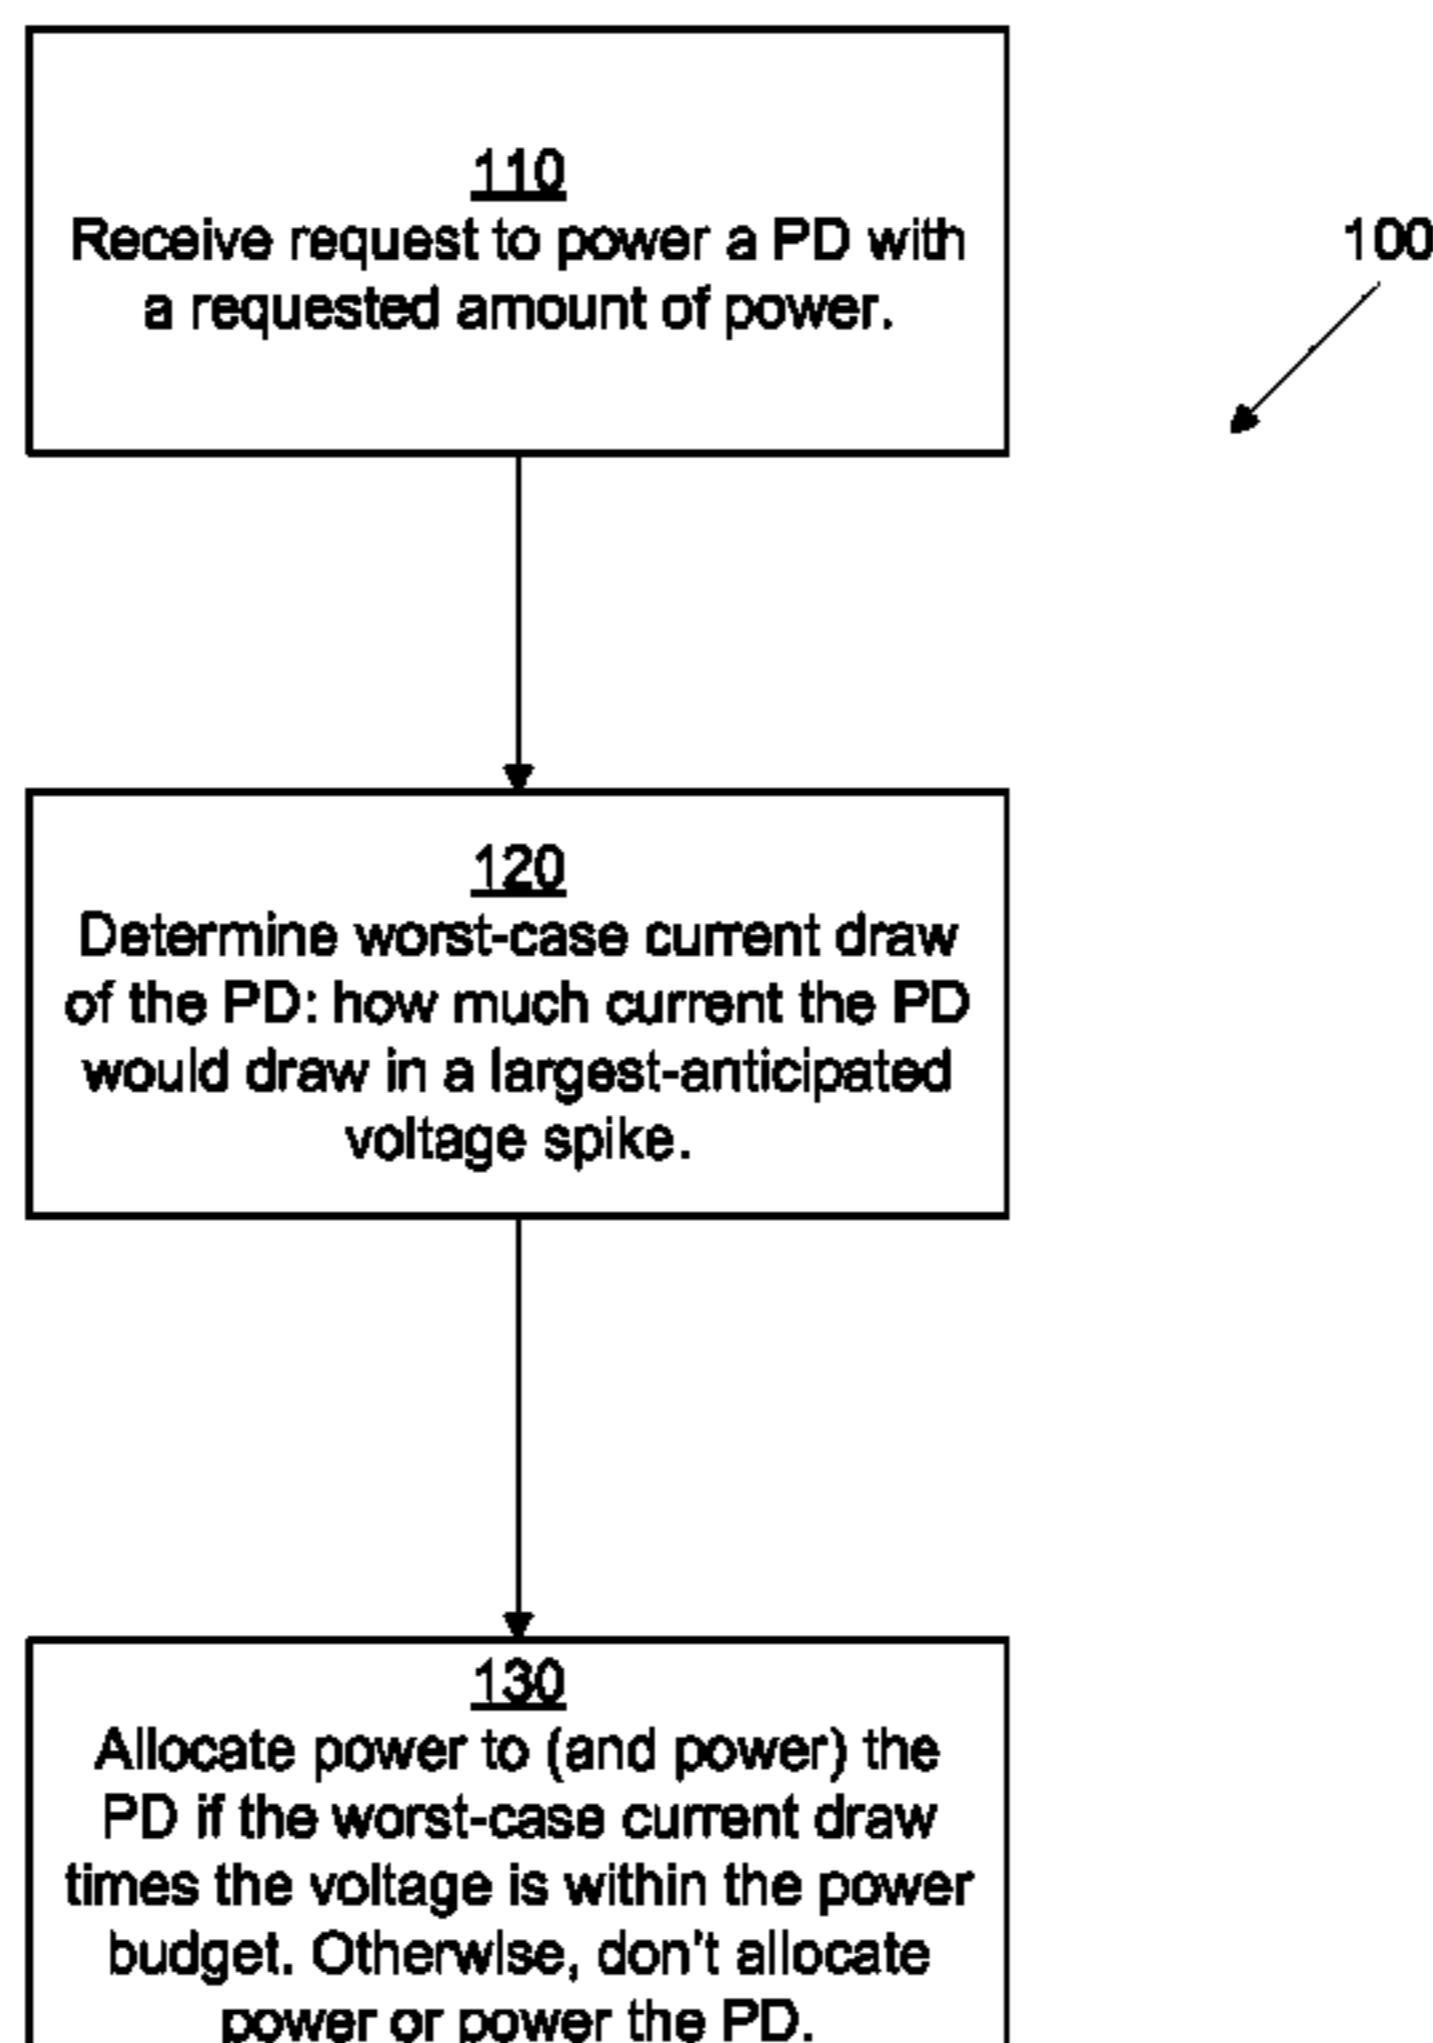 110
Receive request to power a PD with
a requested amount of power.
100
120
Determine worst-case current draw
of the PD: how much current the PD
would draw in a largest-anticipated
voltage spike.
130
Allocate power to (and power) the
PD if the worst-case current draw
times the voltage is within the power
budget. Otherwise, don't allocate
power or power the PD.